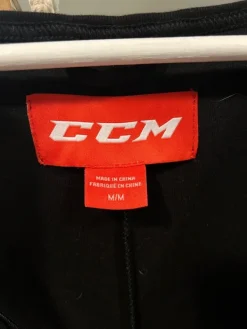 CCM
MADE IN CHINA
FABRIQUÉ EN CHINE
M/M